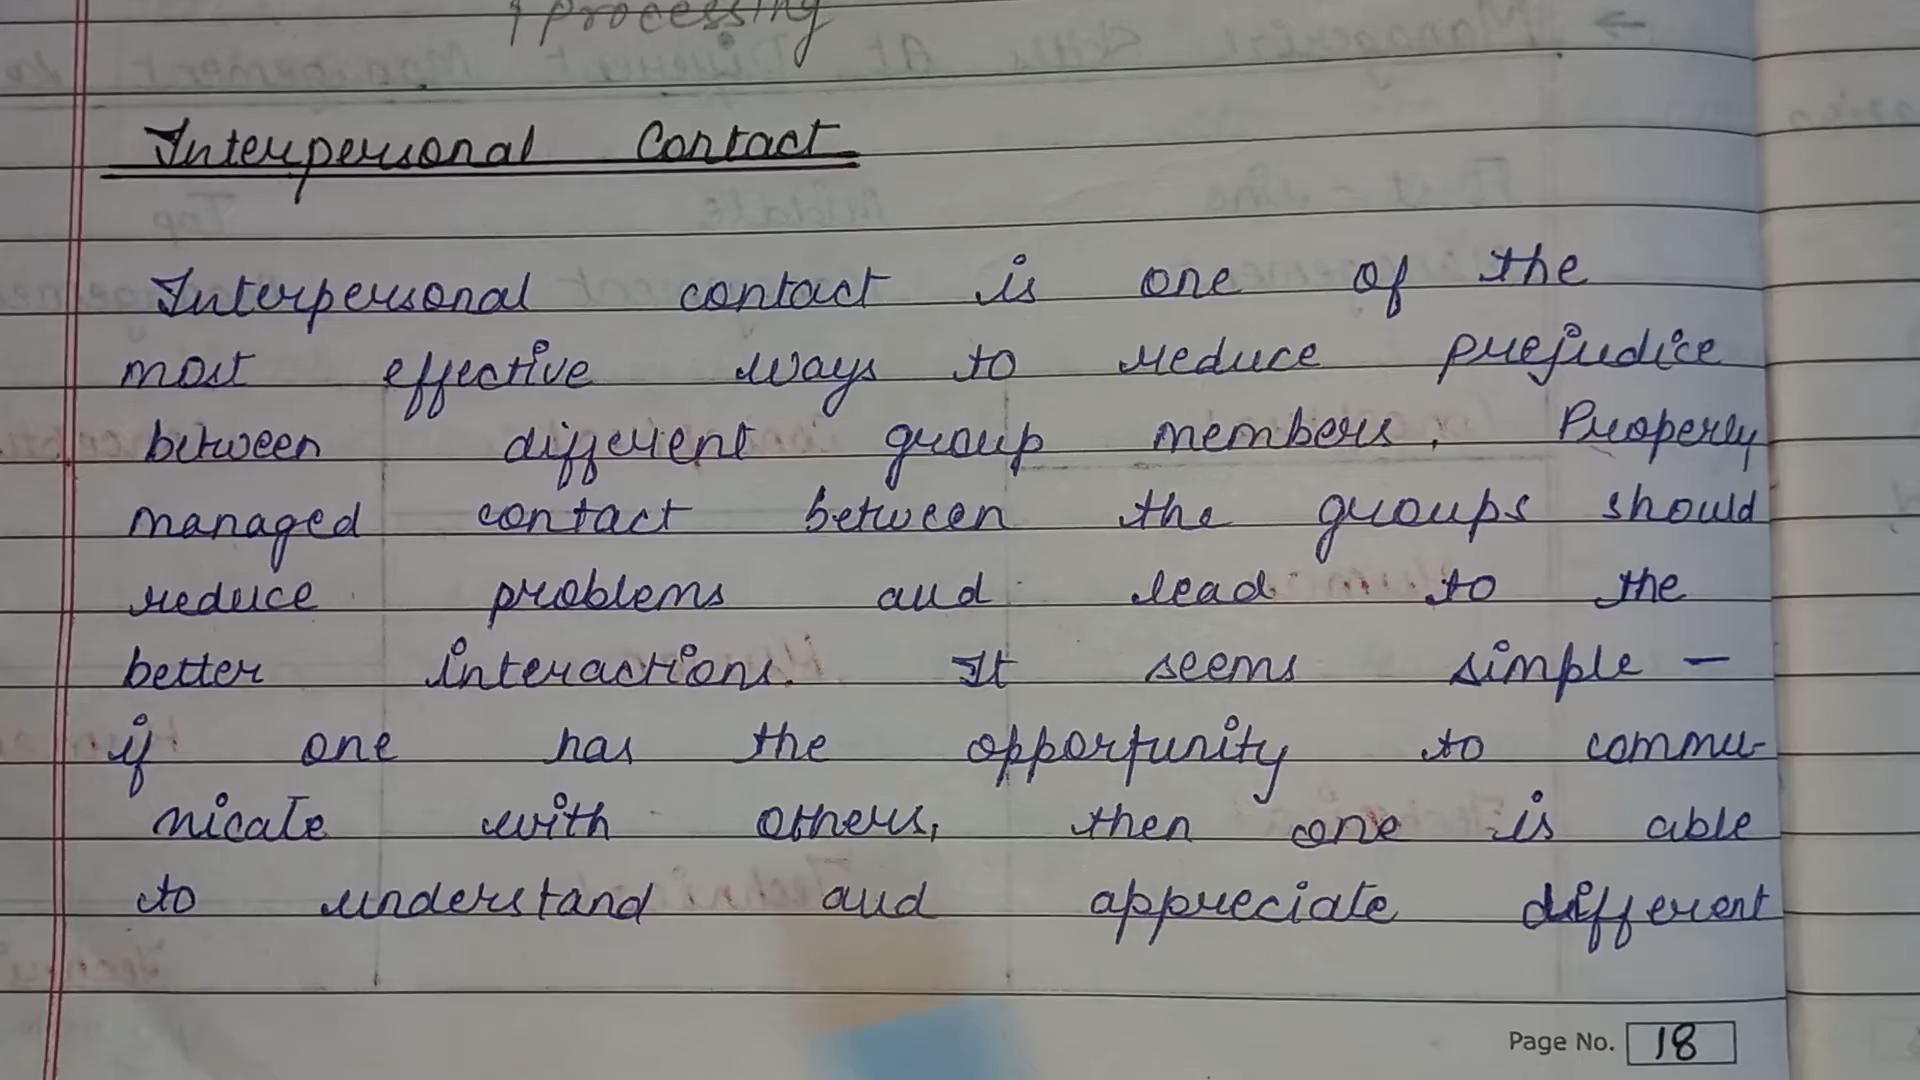 processing
Interpersonal Contact
Interpersonal contact is one of the
most effective ways to reduce prejudice
between different group members. Properly
managed contact between the groups should
reduce problems and lead to the
better interactions. It seems simple -
if one has the opportunity to commu-
nicate with others, then one is able
to understand and appreciate different
Page No. 18